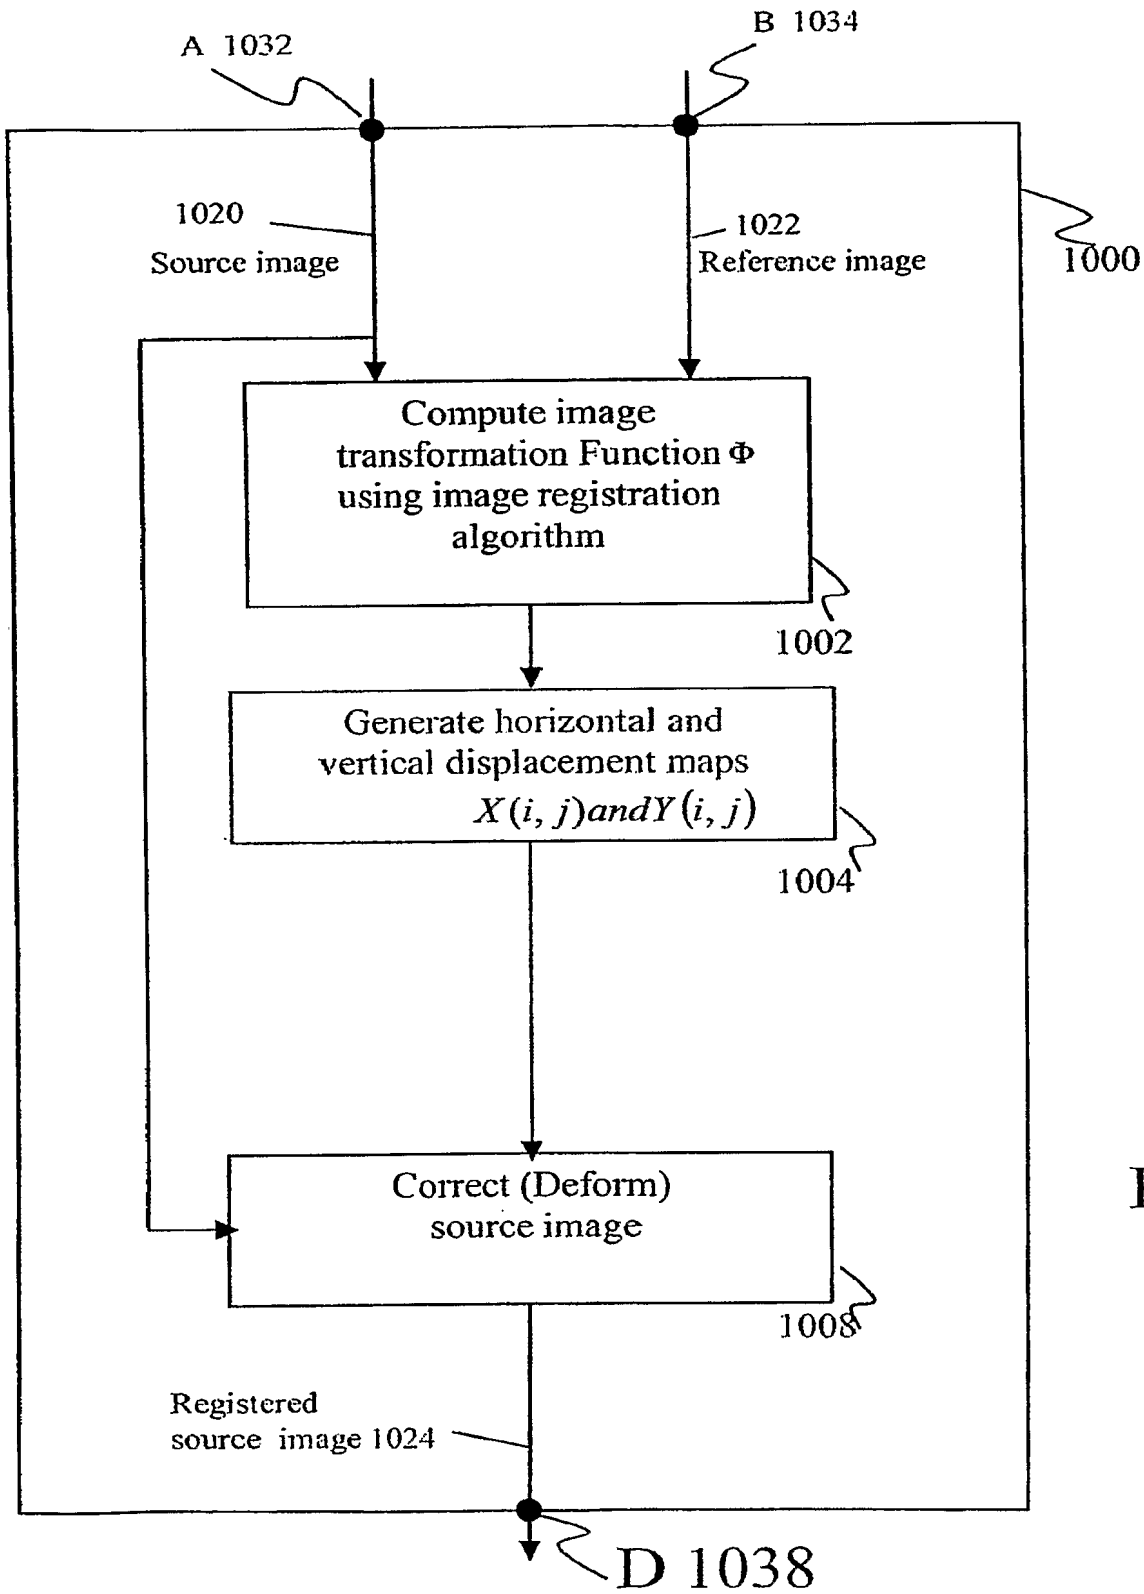 A 1032
B 1034
1020
Source image
1022
Reference image
1000
Compute image
transformation Function Φ
using image registration
algorithm
1002
Generate horizontal and
vertical displacement maps
X(i, j)andY(i, j)
1004
Correct (Deform)
source image
1008
Registered
source image 1024
D 1038